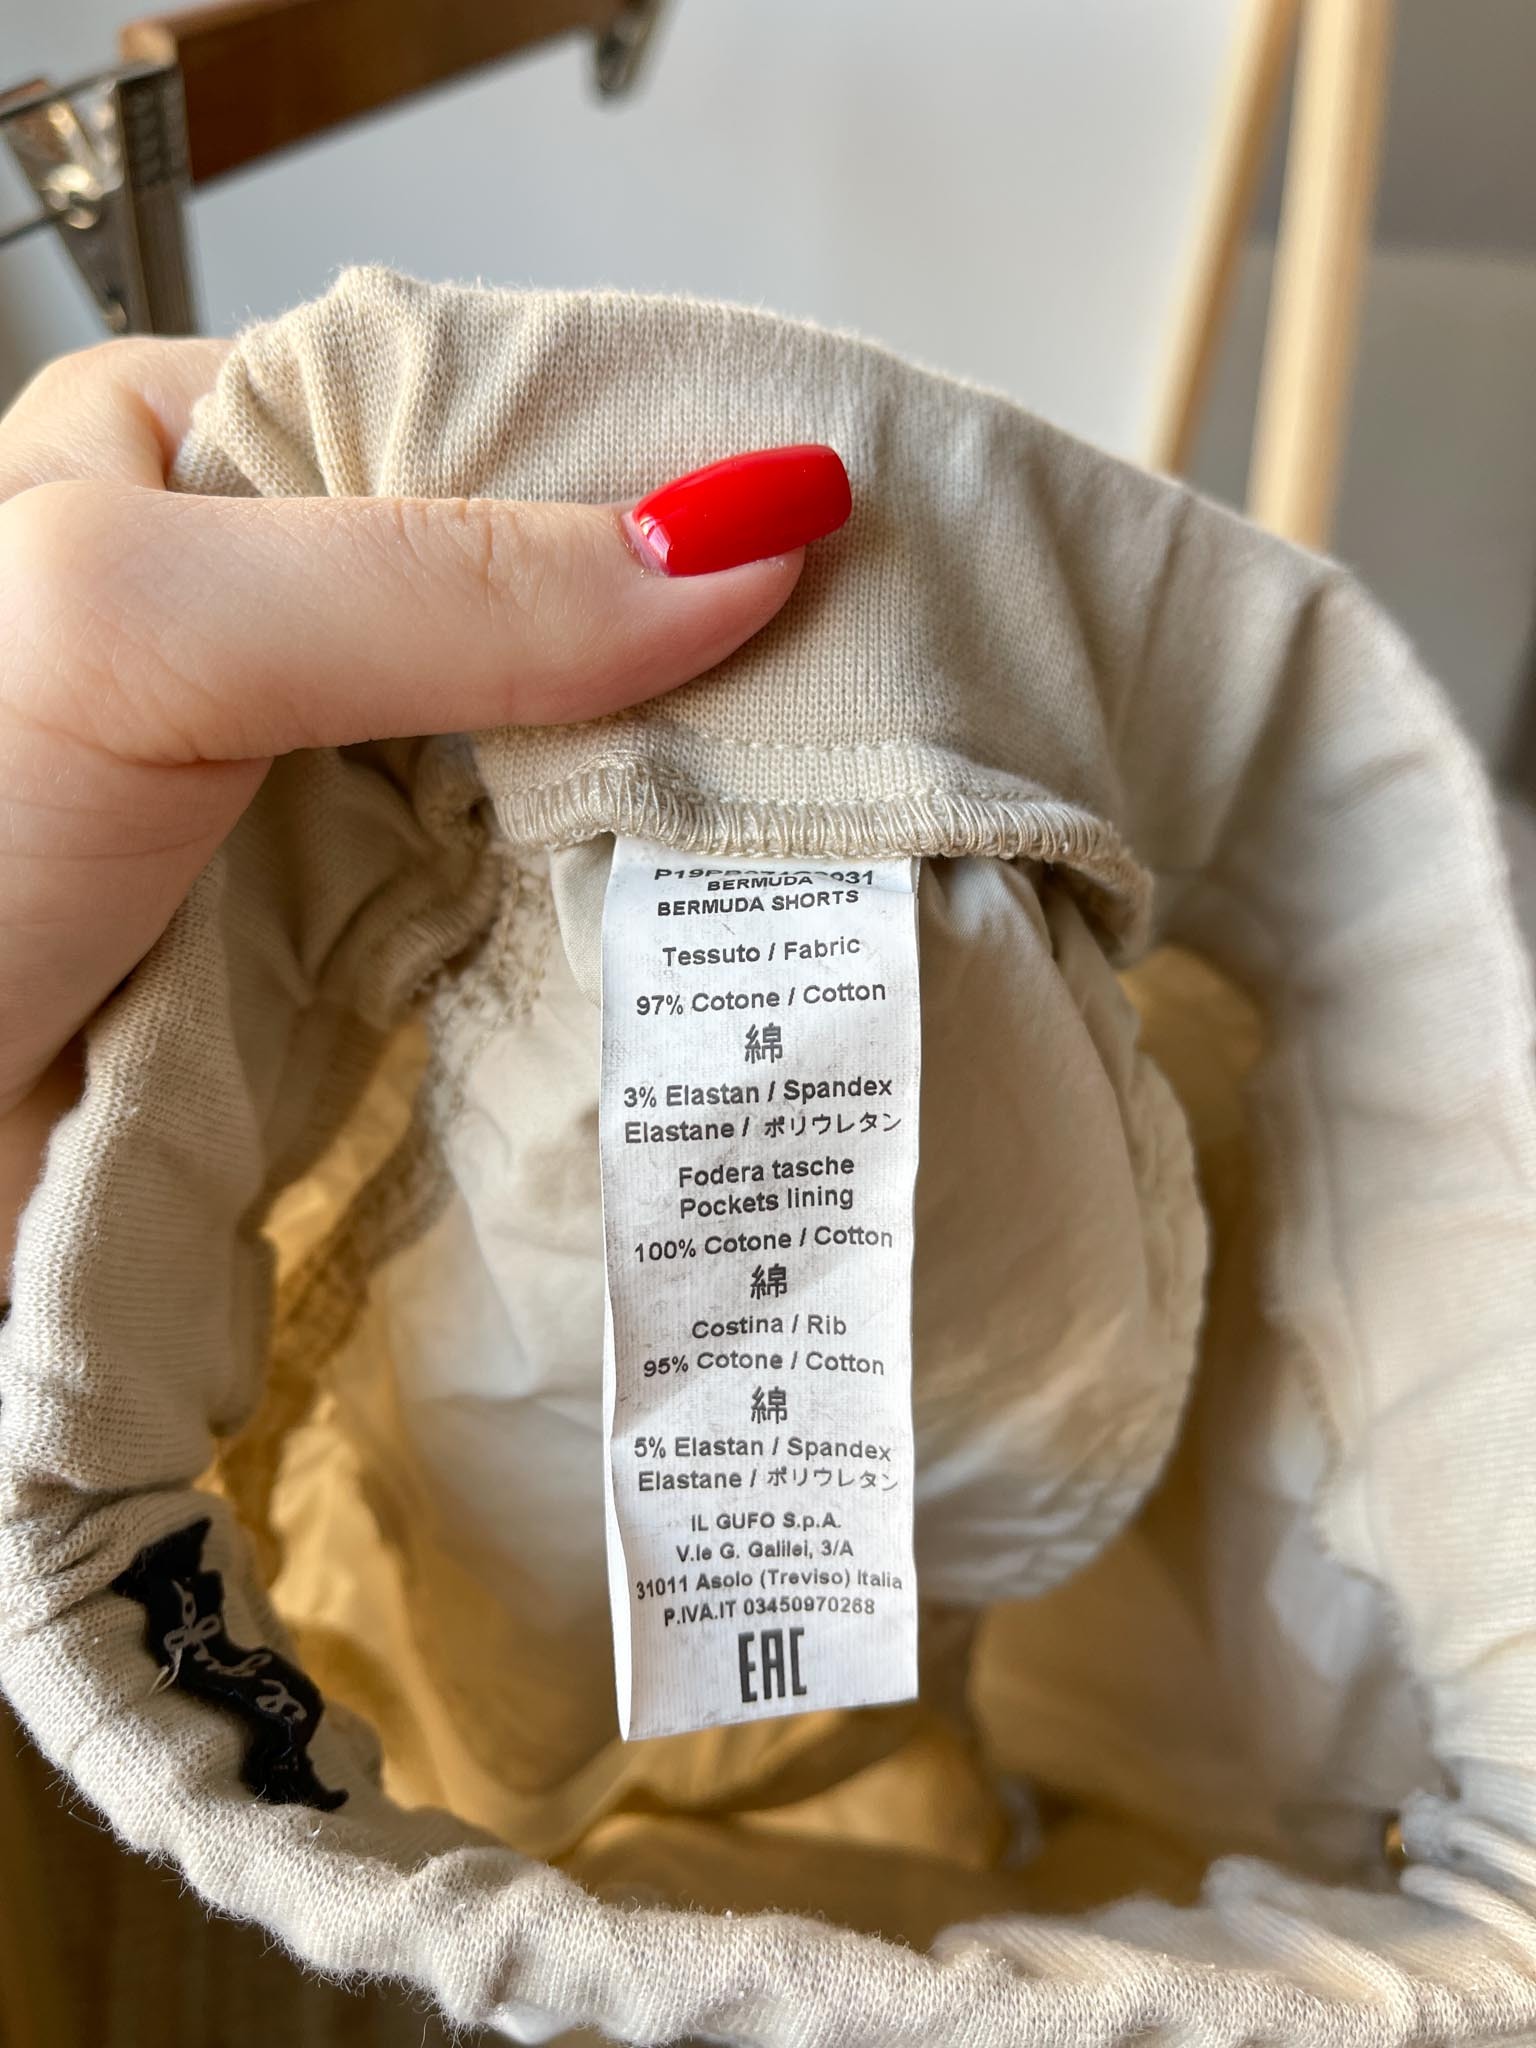 BERMUDA
BERMUDA SHORTS
Tessuto / Fabric
97% Cotone / Cotton
綿
3% Elastan / Spandex
Elastane / ポリウレタン
Fodera tasche
Pockets lining
100% Cotone / Cotton
綿
Costina / Rib
95% Cotone / Cotton
綿
5% Elastan / Spandex
Elastane / ポリウレタン
IL GUFO S.p.A.
V.le G. Galilei, 3/A
31011 Asolo (Treviso) Italia
P.IVA.IT 03450970268
EAC